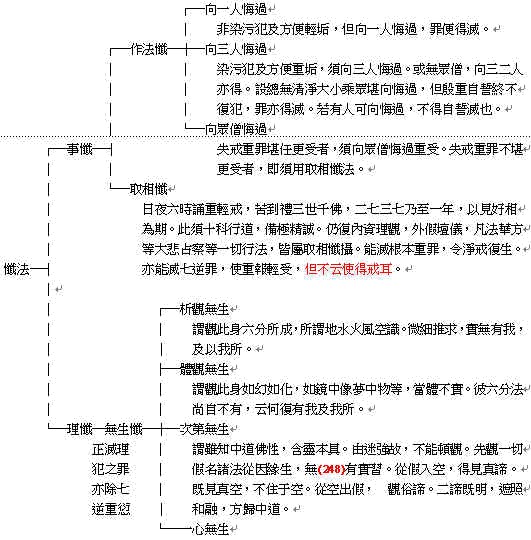 向一人悔過
非染污犯及方便輕垢，但向一人悔過，罪便得滅。
作法懺 向三人悔過
染污犯及方便重垢，須向三人悔過。或無眾僧，向三二人
亦得。設總無清淨大小乘眾堪向悔過，但殷重自誓終不
復犯，罪亦得滅。若有人可向悔過，不得自誓滅也。
向眾僧悔過
事懺 失戒重罪堪任更受者，須向眾僧悔過重受。失戒重罪不堪
更受者，即須用取相懺法。
取相懺
日夜六時誦重輕戒，苦到禮三世千佛，二七三七乃至一年，以見好相
為期。此須十科行道，備極精誠。仍復內資理觀，外假壇儀，凡法華方
等大悲占察等一切行法，皆屬取相懺攝。能滅根本重罪，令淨戒復生。
懺法 亦能滅七逆罪，使重報輕受，但不云使得戒耳。
析觀無生
謂觀此身六分所成，所謂地水火風空識。微細推求，實無有我，
及以我所。
體觀無生
謂觀此身如幻如化，如鏡中像夢中物等，當體不實。彼六分法
尚自不有，云何復有我及我所。
理懺 無生懺 次第無生
正滅理 謂雖知中道佛性，含靈本具。由迷強故，不能頓觀。先觀一切
犯之罪 假名諸法從因緣生，無(248)有實習。從假入空，得見真諦。
亦除七 既見真空，不住于空。從空出假， 觀俗諦。二諦既明，遮照
逆重愆 和融，方歸中道。
心無生